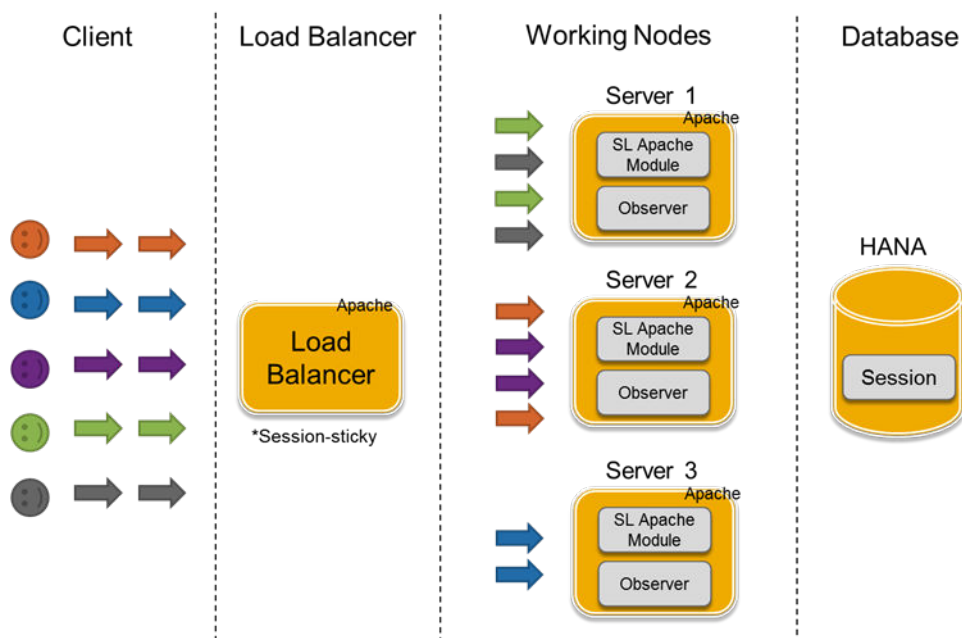 Client
Load Balancer
Working Nodes
Database
Server 1
Apache
SL Apache
Module
Observer
Server 2
Apache
SL Apache
Module
Observer
Server 3
Apache
SL Apache
Module
Observer
Apache
Load
Balancer
*Session-sticky
HANA
Session